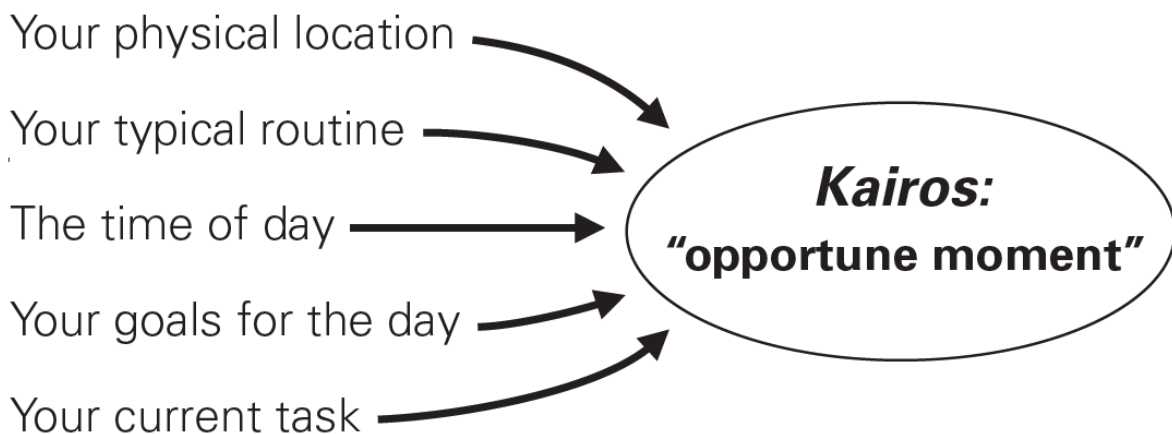 Your physical location
Your typical routine
The time of day
Your goals for the day
Your current task
Kairos:
“opportune moment”